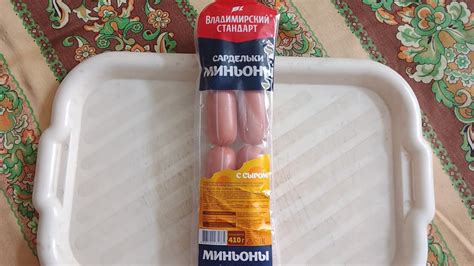 ВЛАДИМИРСКИЙ
СТАНДАРТ
САРДЕЛЬКИ
МИНЬОНЫ
С СЫРОМ
410 г
МИНЬОНЫ